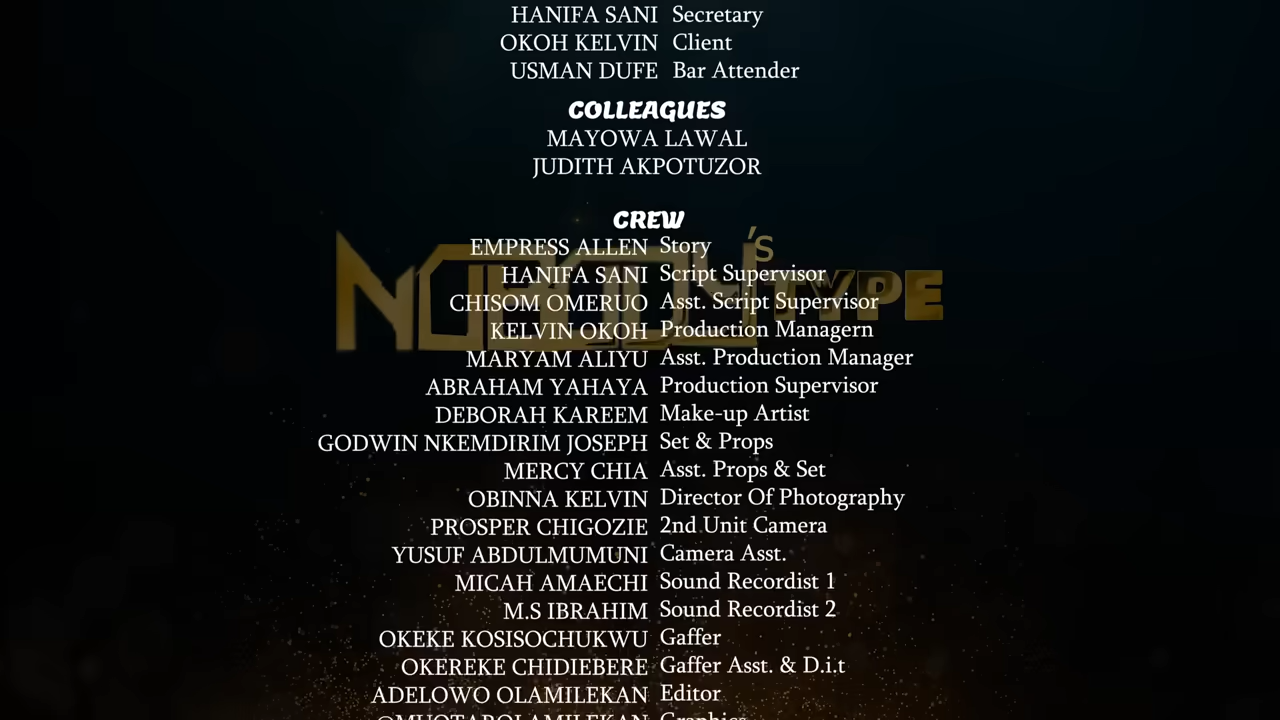 HANIFA SANI Secretary
OKOH KELVIN Client
USMAN DUFE Bar Attender
COLLEAGUES
MAYOWA LAWAL
JUDITH AKPOTUZOR
CREW
NOBODY'S TYPE
EMPRESS ALLEN Story
HANIFA SANI Script Supervisor
CHISOM OMERUO Asst. Script Supervisor
KELVIN OKOH Production Managern
MARYAM ALIYU Asst. Production Manager
ABRAHAM YAHAYA Production Supervisor
DEBORAH KAREEM Make-up Artist
GODWIN NKEMDIRIM JOSEPH Set & Props
MERCY CHIA Asst. Props & Set
OBINNA KELVIN Director Of Photography
PROSPER CHIGOZIE 2nd Unit Camera
YUSUF ABDULMUMUNI Camera Asst.
MICAH AMAECHI Sound Recordist 1
M.S IBRAHIM Sound Recordist 2
OKEKE KOSISOCHUKWU Gaffer
OKEREKE CHIDIEBERE Gaffer Asst. & D.i.t
ADELOWO OLAMILEKAN Editor
Graphics